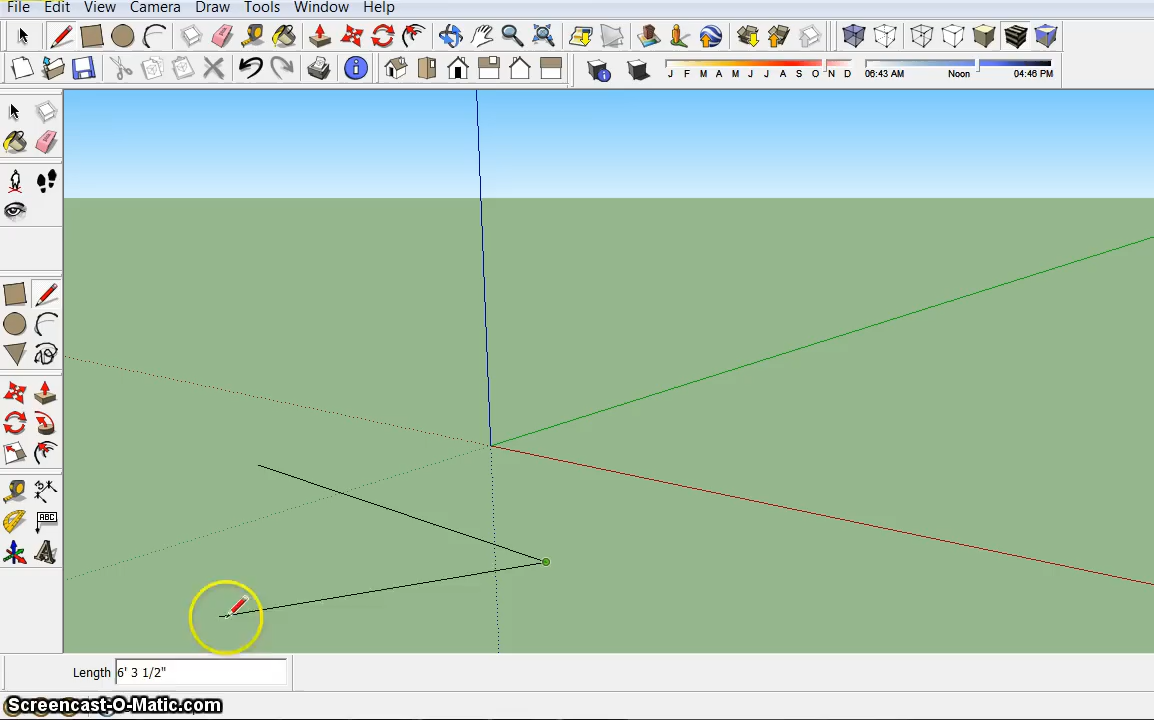 File Edit View Camera Draw Tools Window Help
J F M A M J J A S O N D 06:43 AM Noon 04:46 PM
ABC
A
Length 6' 3 1/2"
Screencast-O-Matic.com